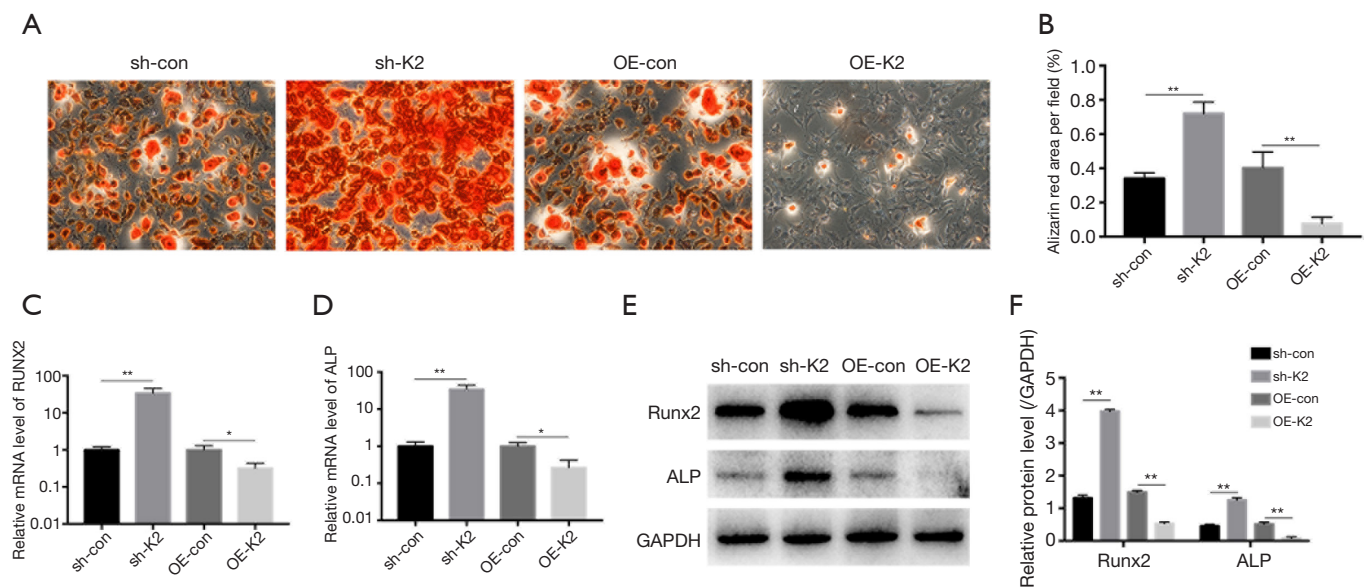 A
sh-con sh-K2 OE-con OE-K2
B
Alizarin red area per field (%)
1.0
0.8
0.6
0.4
0.2
0.0
** **
sh-con sh-K2 OE-con OE-K2
C
Relative mRNA level of RUNX2
100
10
1
0.1
0.01
** *
sh-con sh-K2 OE-con OE-K2
D
Relative mRNA level of ALP
100
10
1
0.1
0.01
** *
sh-con sh-K2 OE-con OE-K2
E
sh-con sh-K2 OE-con OE-K2
Runx2
ALP
GAPDH
F
Relative protein level (/GAPDH)
5
4
3
2
1
0
** ** ** **
sh-con
sh-K2
OE-con
OE-K2
Runx2 ALP